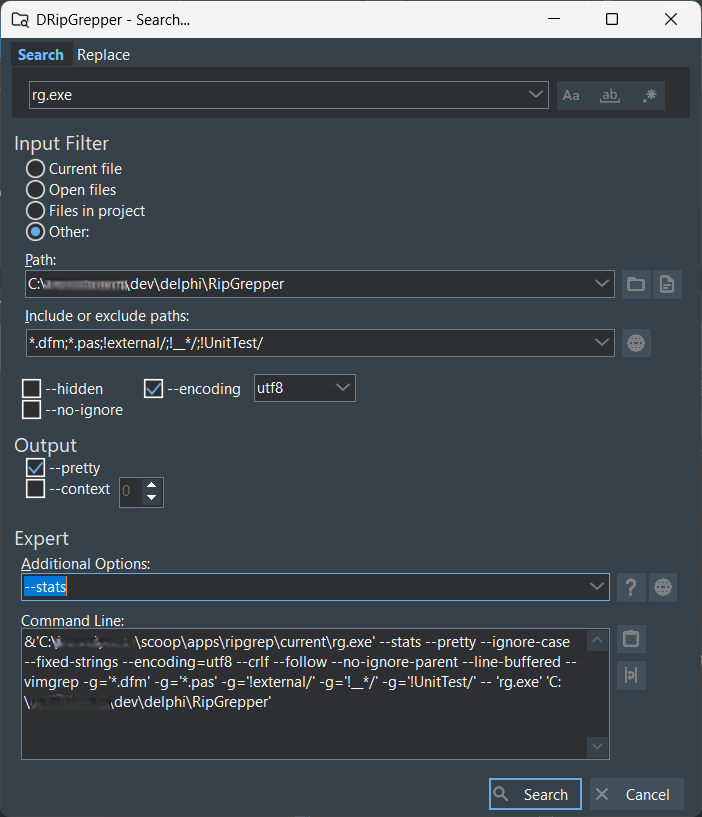 DRipGrepper - Search...
Search Replace
rg.exe Aa ab .*
Input Filter
Current file
Open files
Files in project
Other:
Path:
C:\ \dev\delphi\RipGrepper
Include or exclude paths:
*.dfm;*.pas;!external/;!__*/;!UnitTest/
--hidden --encoding utf8
--no-ignore
Output
--pretty
--context 0
Expert
Additional Options:
--stats ?
Command Line:
&'C:\ \scoop\apps\ripgrep\current\rg.exe' --stats --pretty --ignore-case
--fixed-strings --encoding=utf8 --crlf --follow --no-ignore-parent --line-buffered --
vimgrep -g='*.dfm' -g='*.pas' -g='!external/' -g='!__*/' -g='!UnitTest/' -- 'rg.exe' 'C:
\ \dev\delphi\RipGrepper'
Search Cancel